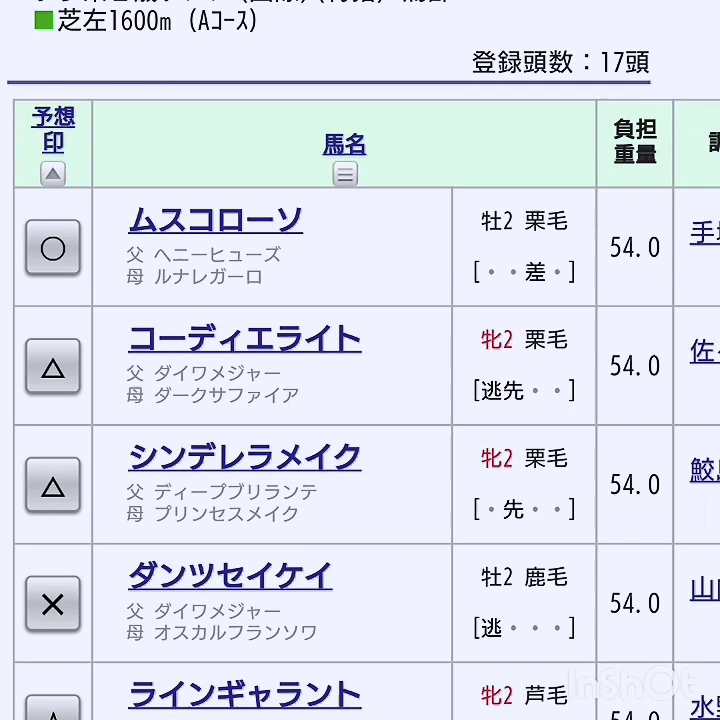 芝左1600m (Aコース)
登録頭数：17頭
予想印 馬名 負担重量
○ ムスコローソ 牡2 栗毛 54.0
父 ヘニーヒューズ
母 ルナレガーロ [・・差・]
△ コーディエライト 牝2 栗毛 54.0
父 ダイワメジャー
母 ダークサファイア [逃先・・]
△ シンデレラメイク 牝2 栗毛 54.0
父 ディープブリランテ
母 プリンセスメイク [・先・・]
× ダンツセイケイ 牡2 鹿毛 54.0
父 ダイワメジャー
母 オスカルフランソワ [逃・・・]
ラインギャラント 牝2 芦毛
InShOt